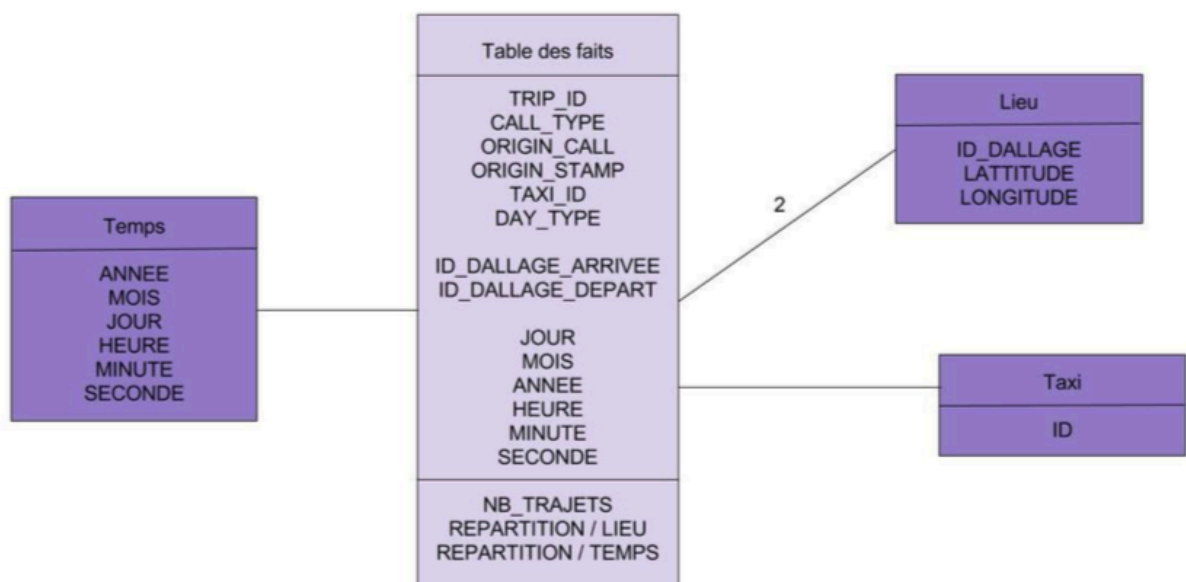 Temps
ANNEE
MOIS
JOUR
HEURE
MINUTE
SECONDE
Table des faits
TRIP_ID
CALL_TYPE
ORIGIN_CALL
ORIGIN_STAMP
TAXI_ID
DAY_TYPE
ID_DALLAGE_ARRIVEE
ID_DALLAGE_DEPART
JOUR
MOIS
ANNEE
HEURE
MINUTE
SECONDE
NB_TRAJETS
REPARTITION / LIEU
REPARTITION / TEMPS
2
Lieu
ID_DALLAGE
LATTITUDE
LONGITUDE
Taxi
ID